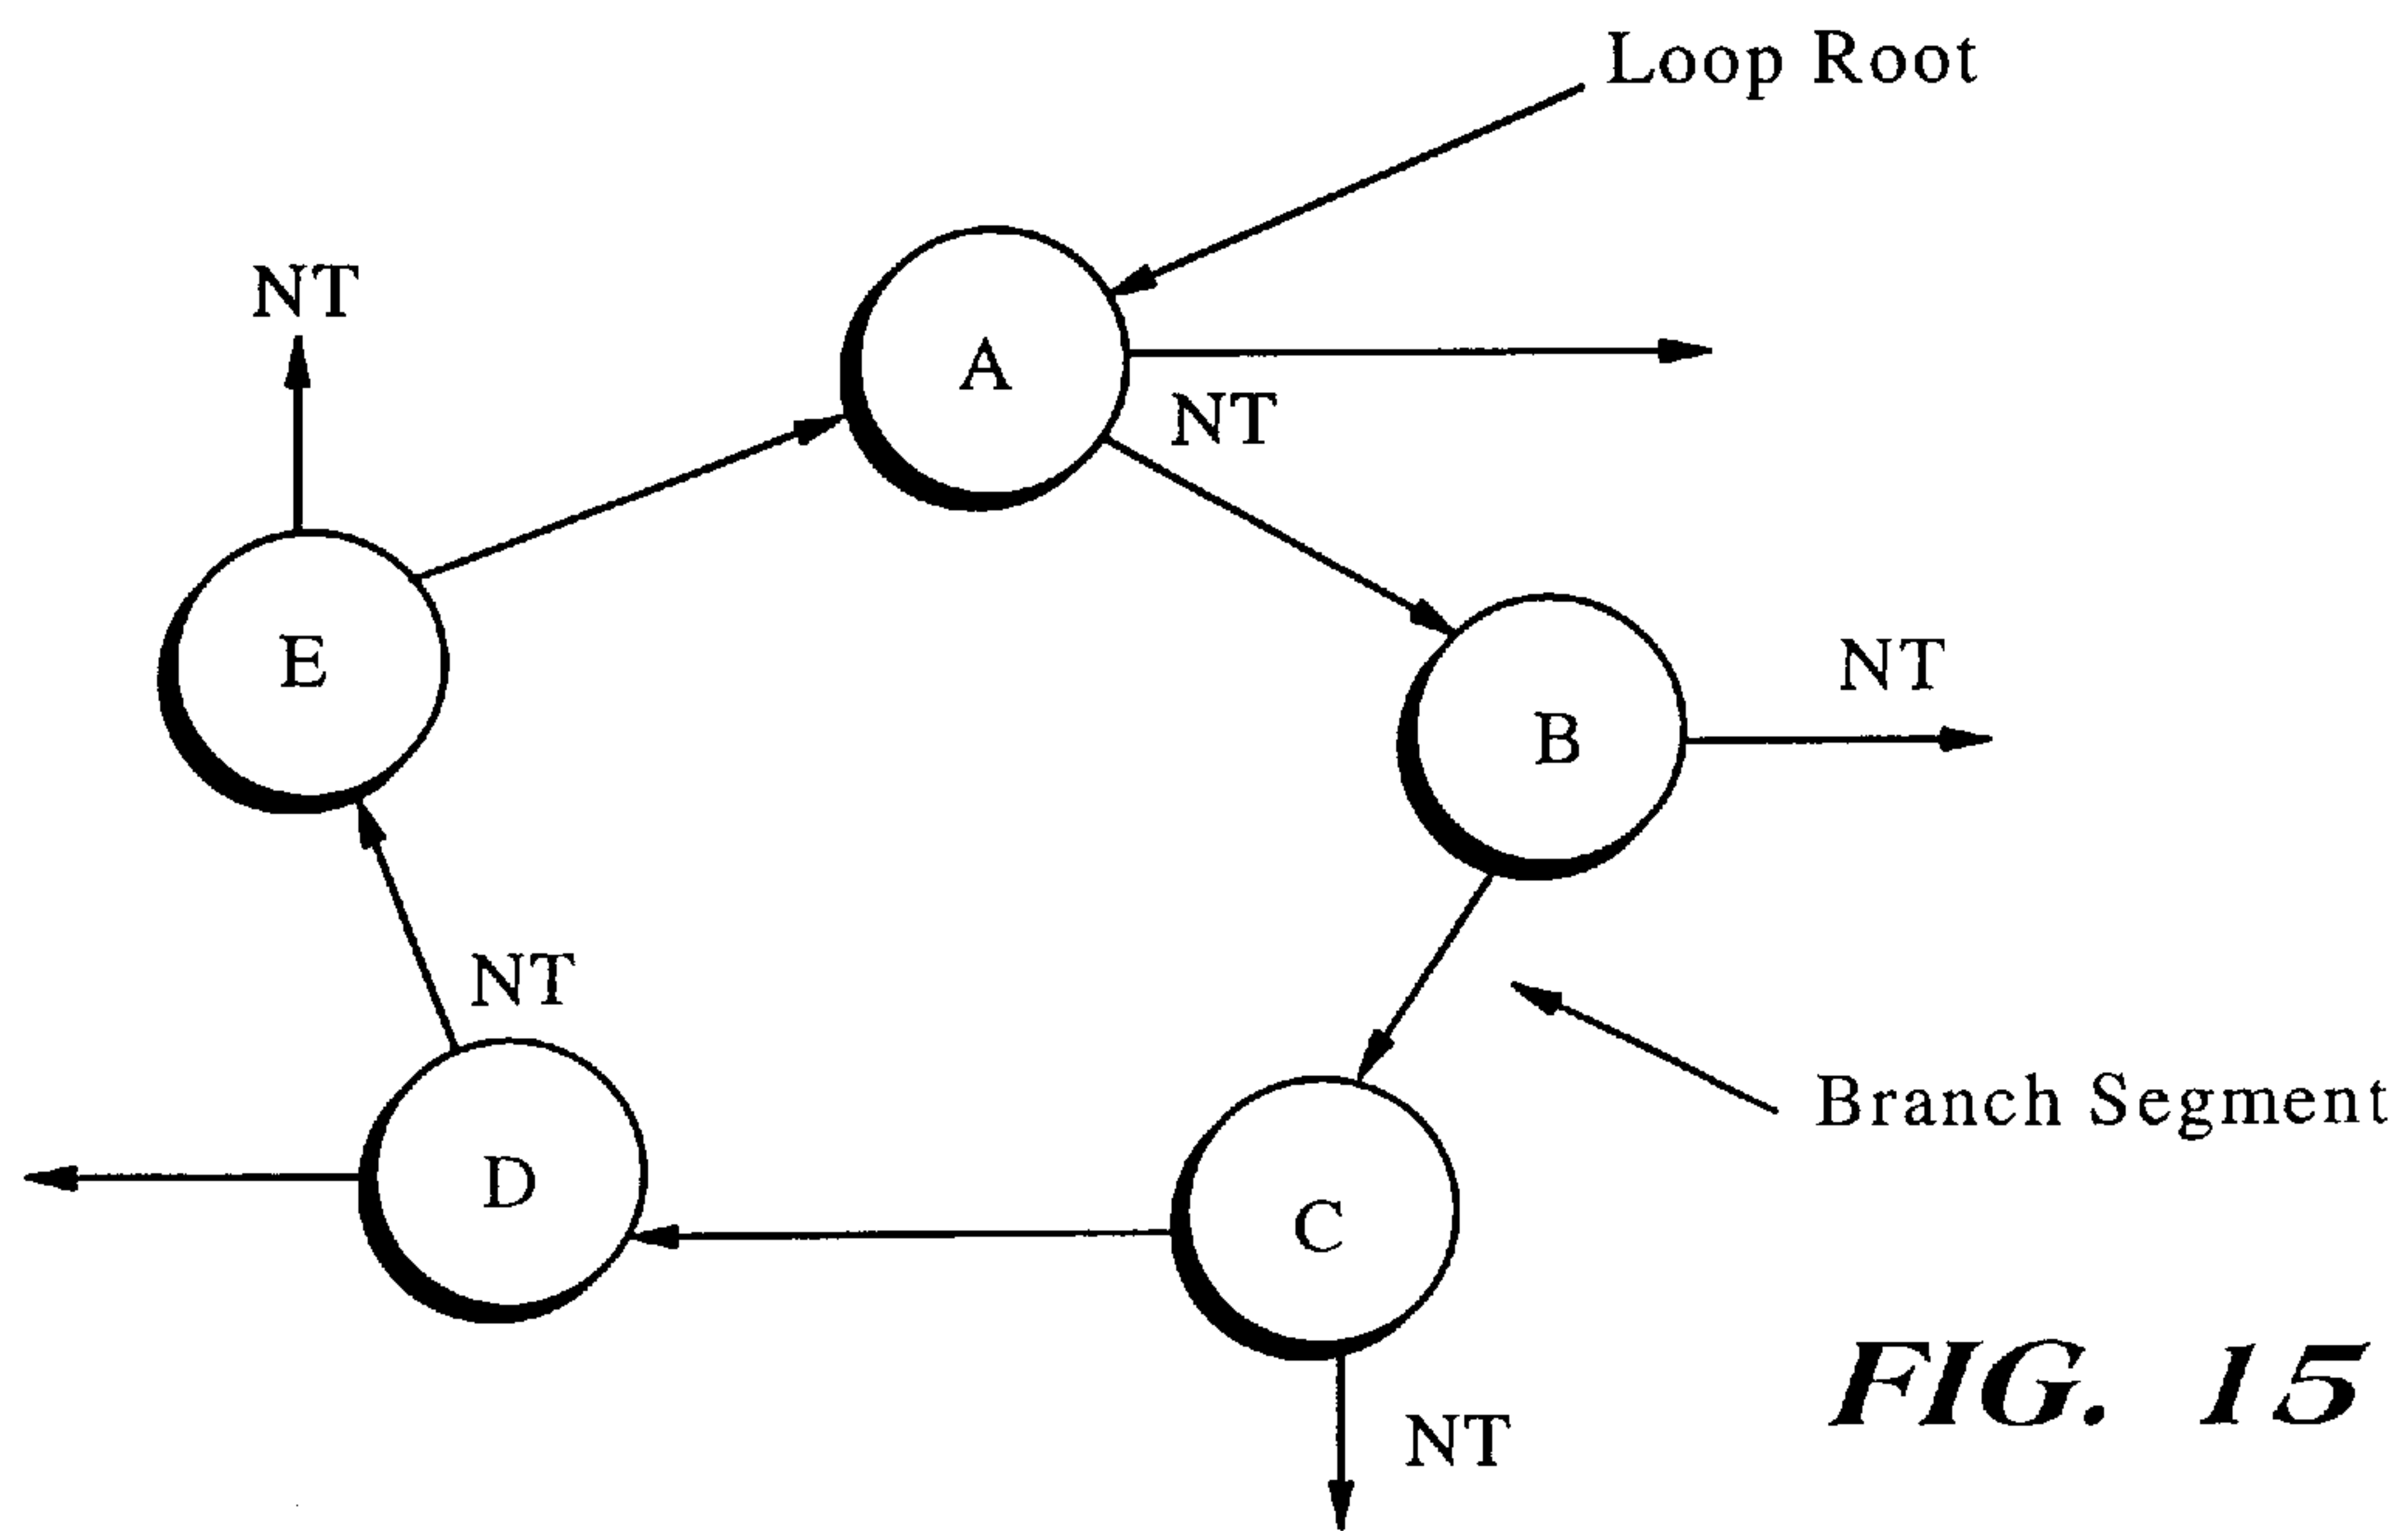 Loop Root
NT
A
NT
E
NT
B
NT
Branch Segment
D
C
NT
FIG. 15